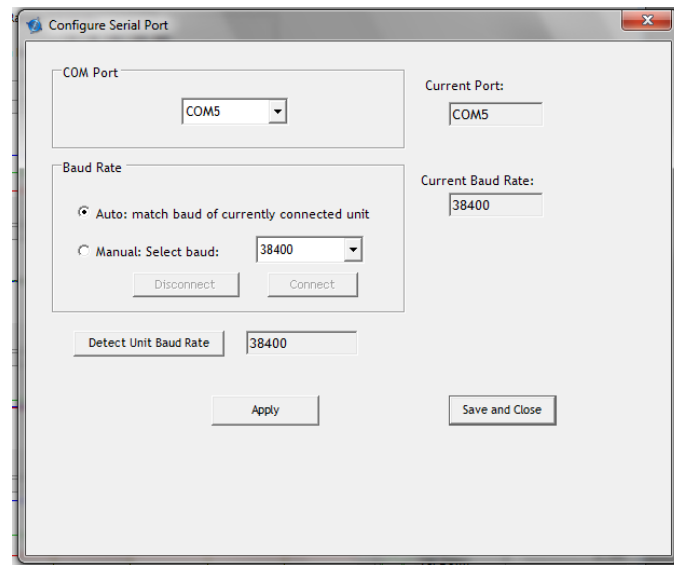 Configure Serial Port
COM Port
COM5
Current Port:
COM5
Baud Rate
Auto: match baud of currently connected unit
Manual: Select baud:
38400
Disconnect
Connect
Current Baud Rate:
38400
Detect Unit Baud Rate
38400
Apply
Save and Close